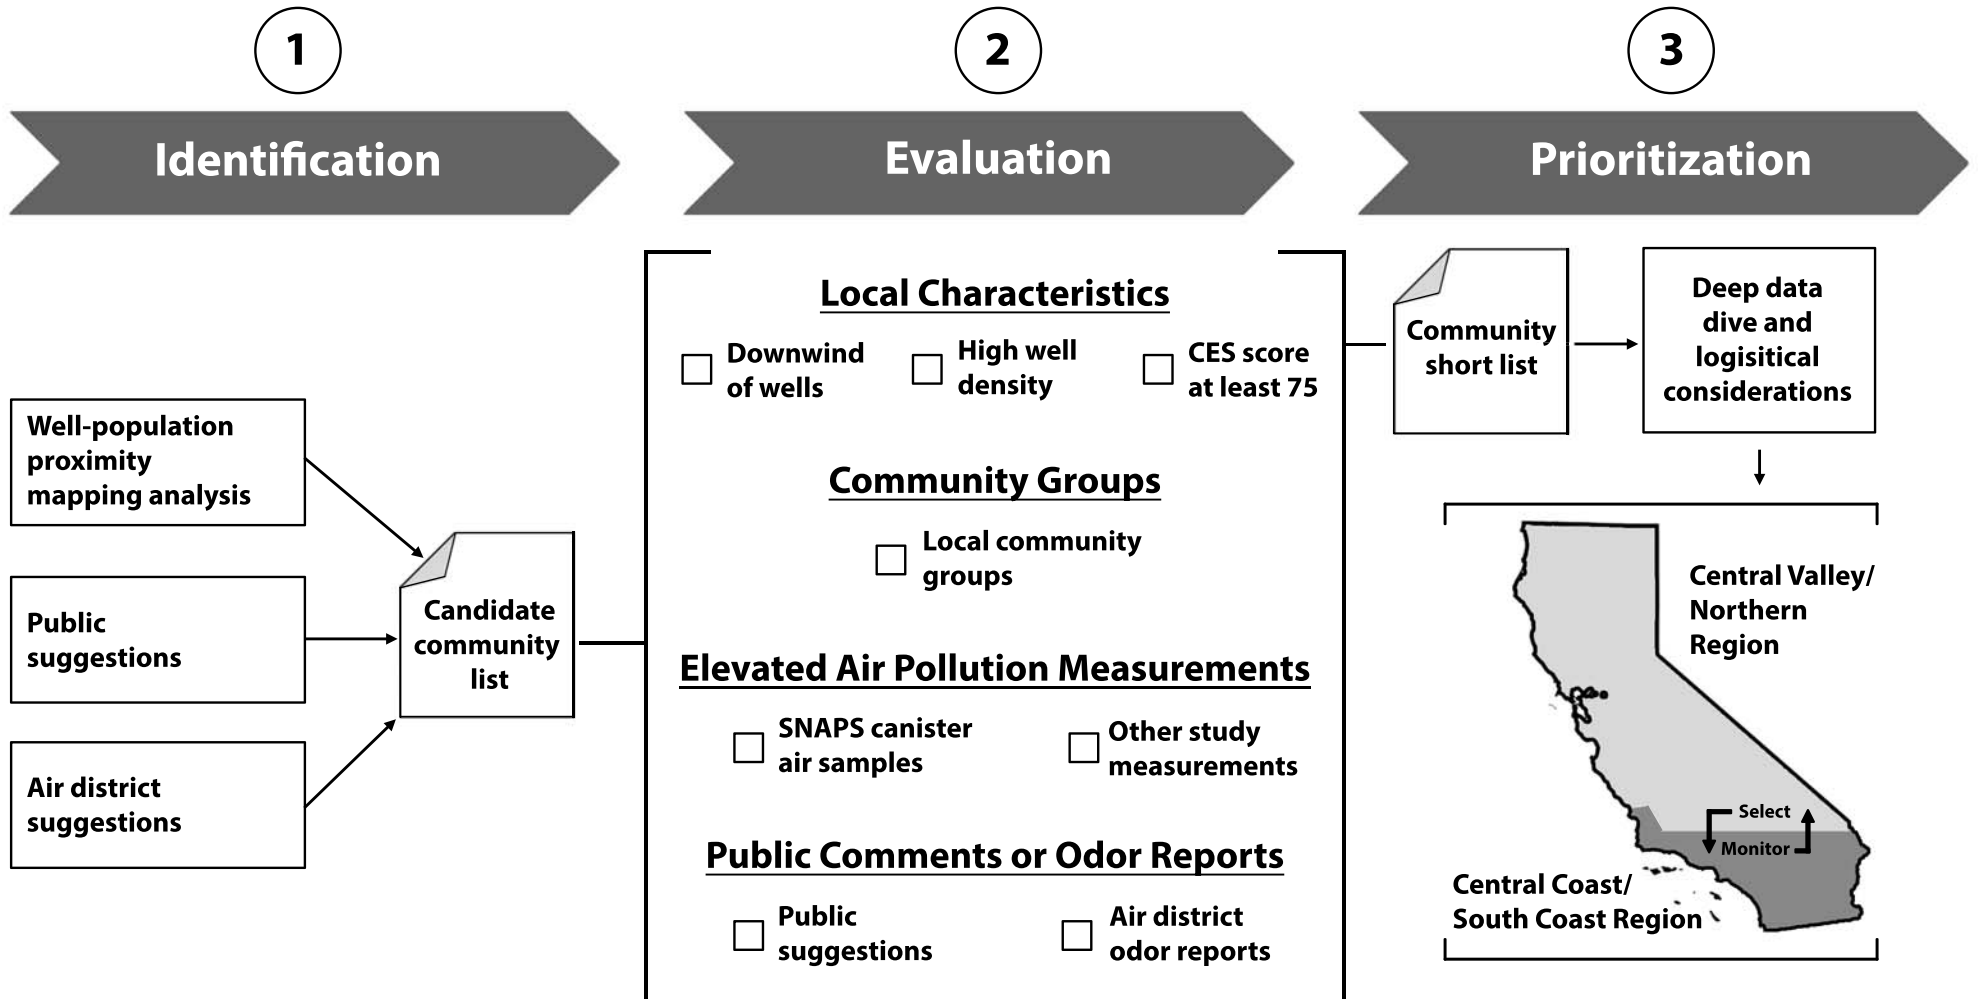 1
Identification
Well-population
proximity
mapping analysis
Public
suggestions
Air district
suggestions
Candidate
community
list
2
Evaluation
Local Characteristics
Downwind
of wells
High well
density
CES score
at least 75
Community Groups
Local community
groups
Elevated Air Pollution Measurements
SNAPS canister
air samples
Other study
measurements
Public Comments or Odor Reports
Public
suggestions
Air district
odor reports
3
Prioritization
Community
short list
Deep data
dive and
logisitical
considerations
Central Valley/
Northern
Region
Select
Monitor
Central Coast/
South Coast Region